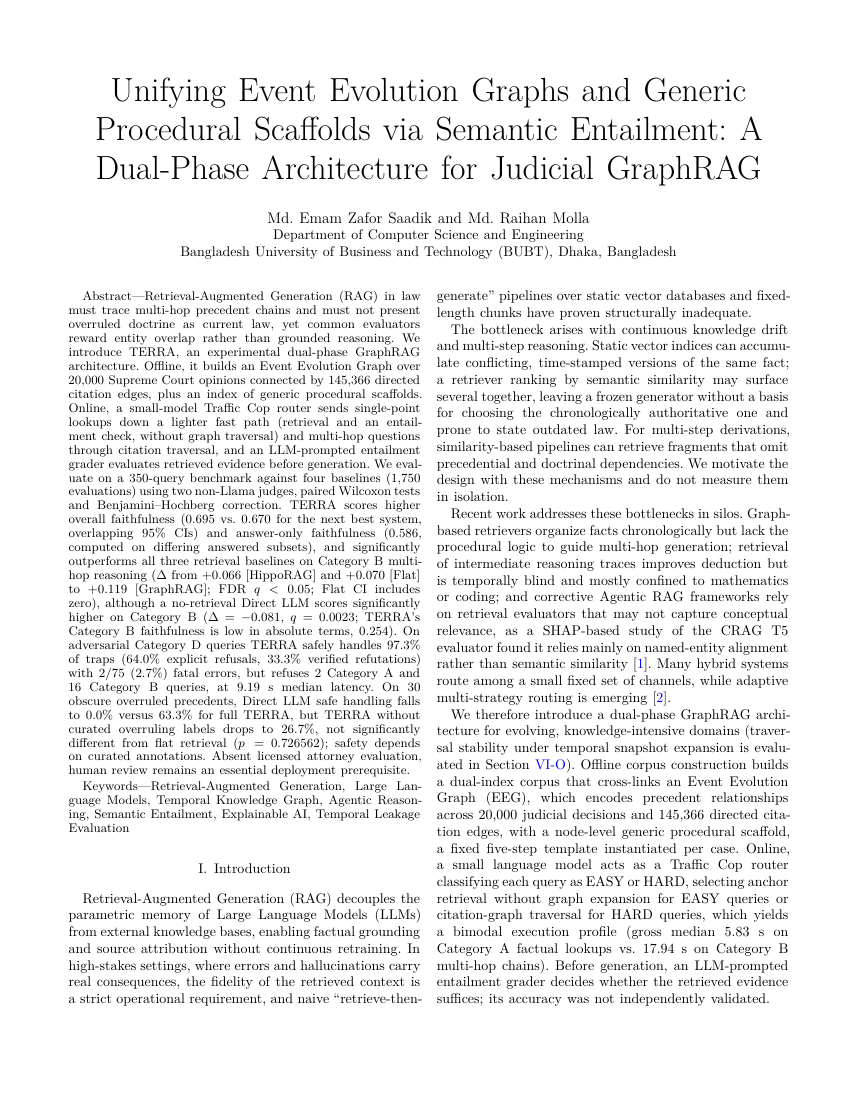 Unifying Event Evolution Graphs and Generic
Procedural Scaffolds via Semantic Entailment: A
Dual-Phase Architecture for Judicial GraphRAG
Md. Emam Zafor Saadik and Md. Raihan Molla
Department of Computer Science and Engineering
Bangladesh University of Business and Technology (BUBT), Dhaka, Bangladesh
Abstract—Retrieval-Augmented Generation (RAG) in law
must trace multi-hop precedent chains and must not present
overruled doctrine as current law, yet common evaluators
reward entity overlap rather than grounded reasoning. We
introduce TERRA, an experimental dual-phase GraphRAG
architecture. Offline, it builds an Event Evolution Graph over
20,000 Supreme Court opinions connected by 145,366 directed
citation edges, plus an index of generic procedural scaffolds.
Online, a small-model Traffic Cop router sends single-point
lookups down a lighter fast path (retrieval and an entail-
ment check, without graph traversal) and multi-hop questions
through citation traversal, and an LLM-prompted entailment
grader evaluates retrieved evidence before generation. We eval-
uate on a 350-query benchmark against four baselines (1,750
evaluations) using two non-Llama judges, paired Wilcoxon tests
and Benjamini–Hochberg correction. TERRA scores higher
overall faithfulness (0.695 vs. 0.670 for the next best system,
overlapping 95% CIs) and answer-only faithfulness (0.586,
computed on differing answered subsets), and significantly
outperforms all three retrieval baselines on Category B multi-
hop reasoning (Δ from +0.066 [HippoRAG] and +0.070 [Flat]
to +0.119 [GraphRAG]; FDR q < 0.05; Flat CI includes
zero), although a no-retrieval Direct LLM scores significantly
higher on Category B (Δ = −0.081, q = 0.0023; TERRA's
Category B faithfulness is low in absolute terms, 0.254). On
adversarial Category D queries TERRA safely handles 97.3%
of traps (64.0% explicit refusals, 33.3% verified refutations)
with 2/75 (2.7%) fatal errors, but refuses 2 Category A and
16 Category B queries, at 9.19 s median latency. On 30
obscure overruled precedents, Direct LLM safe handling falls
to 0.0% versus 63.3% for full TERRA, but TERRA without
curated overruling labels drops to 26.7%, not significantly
different from flat retrieval (p = 0.726562); safety depends
on curated annotations. Absent licensed attorney evaluation,
human review remains an essential deployment prerequisite.
Keywords—Retrieval-Augmented Generation, Large Lan-
guage Models, Temporal Knowledge Graph, Agentic Reason-
ing, Semantic Entailment, Explainable AI, Temporal Leakage
Evaluation
I. Introduction
Retrieval-Augmented Generation (RAG) decouples the
parametric memory of Large Language Models (LLMs)
from external knowledge bases, enabling factual grounding
and source attribution without continuous retraining. In
high-stakes settings, where errors and hallucinations carry
real consequences, the fidelity of the retrieved context is
a strict operational requirement, and naive “retrieve-then-
generate” pipelines over static vector databases and fixed-
length chunks have proven structurally inadequate.
The bottleneck arises with continuous knowledge drift
and multi-step reasoning. Static vector indices can accumu-
late conflicting, time-stamped versions of the same fact;
a retriever ranking by semantic similarity may surface
several together, leaving a frozen generator without a basis
for choosing the chronologically authoritative one and
prone to state outdated law. For multi-step derivations,
similarity-based pipelines can retrieve fragments that omit
precedential and doctrinal dependencies. We motivate the
design with these mechanisms and do not measure them
in isolation.
Recent work addresses these bottlenecks in silos. Graph-
based retrievers organize facts chronologically but lack the
procedural logic to guide multi-hop generation; retrieval
of intermediate reasoning traces improves deduction but
is temporally blind and mostly confined to mathematics
or coding; and corrective Agentic RAG frameworks rely
on retrieval evaluators that may not capture conceptual
relevance, as a SHAP-based study of the CRAG T5
evaluator found it relies mainly on named-entity alignment
rather than semantic similarity [1]. Many hybrid systems
route among a small fixed set of channels, while adaptive
multi-strategy routing is emerging [2].
We therefore introduce a dual-phase GraphRAG archi-
tecture for evolving, knowledge-intensive domains (traver-
sal stability under temporal snapshot expansion is evalu-
ated in Section VI-O). Offline corpus construction builds
a dual-index corpus that cross-links an Event Evolution
Graph (EEG), which encodes precedent relationships
across 20,000 judicial decisions and 145,366 directed cita-
tion edges, with a node-level generic procedural scaffold,
a fixed five-step template instantiated per case. Online,
a small language model acts as a Traffic Cop router
classifying each query as EASY or HARD, selecting anchor
retrieval without graph expansion for EASY queries or
citation-graph traversal for HARD queries, which yields
a bimodal execution profile (gross median 5.83 s on
Category A factual lookups vs. 17.94 s on Category B
multi-hop chains). Before generation, an LLM-prompted
entailment grader decides whether the retrieved evidence
suffices; its accuracy was not independently validated.